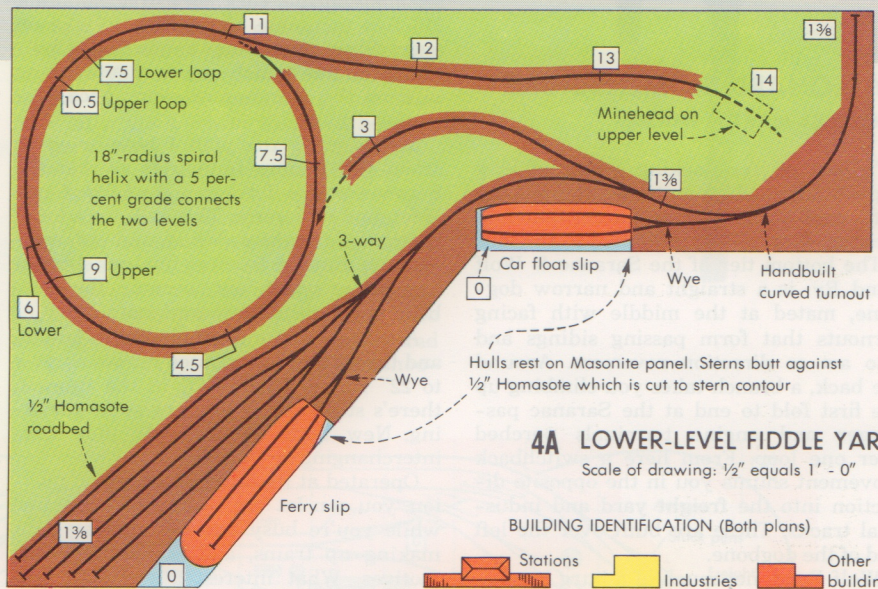 11
1⅜
7.5 Lower loop
12
13
14
10.5 Upper loop
Minehead on
upper level
3
18"-radius spiral
helix with a 5 per-
cent grade connects
the two levels
7.5
1⅜
3-way
Car float slip
Wye
Handbuilt
curved turnout
0
9 Upper
6
Lower
4.5
Wye
Hulls rest on Masonite panel. Sterns butt against
½" Homasote which is cut to stern contour
½" Homasote
roadbed
4A LOWER-LEVEL FIDDLE YAR
Scale of drawing: ½" equals 1' - 0"
Ferry slip
BUILDING IDENTIFICATION (Both plans)
1⅜
0
Stations
Industries
Other
building